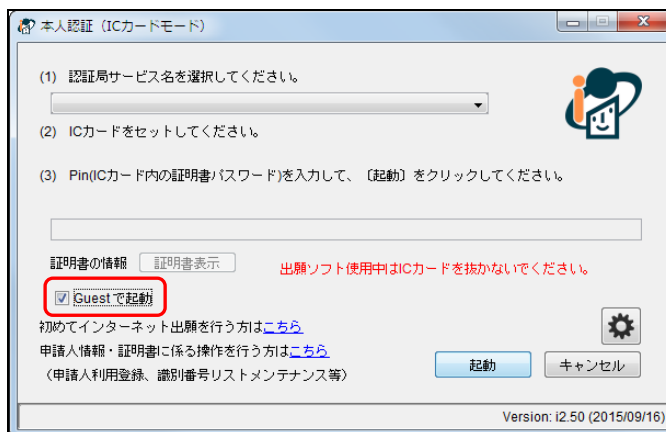 本人認証（ICカードモード）
(1) 認証局サービス名を選択してください。
(2) ICカードをセットしてください。
(3) Pin(ICカード内の証明書パスワード)を入力して、〔起動〕をクリックしてください。
証明書の情報 証明書表示 出願ソフト使用中はICカードを抜かないでください。
Guestで起動
初めてインターネット出願を行う方はこちら
申請人情報・証明書に係る操作を行う方はこちら
（申請人利用登録、識別番号リストメンテナンス等）
起動 キャンセル
Version: i2.50 (2015/09/16)